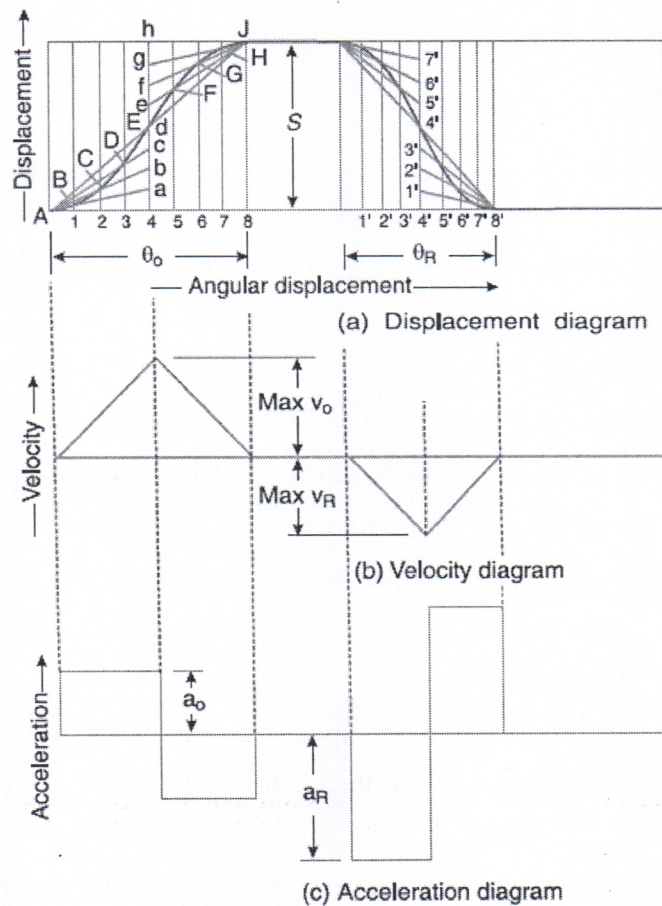 Displacement
h J
g H
f G
e F
E d
D c
C b
B a
A
S
7'
6'
5'
4'
3'
2'
1'
1 2 3 4 5 6 7 8
1' 2' 3' 4' 5' 6' 7' 8'
θo θR
Angular displacement
(a) Displacement diagram
Velocity
Max vo
Max vR
(b) Velocity diagram
Acceleration
ao
aR
(c) Acceleration diagram